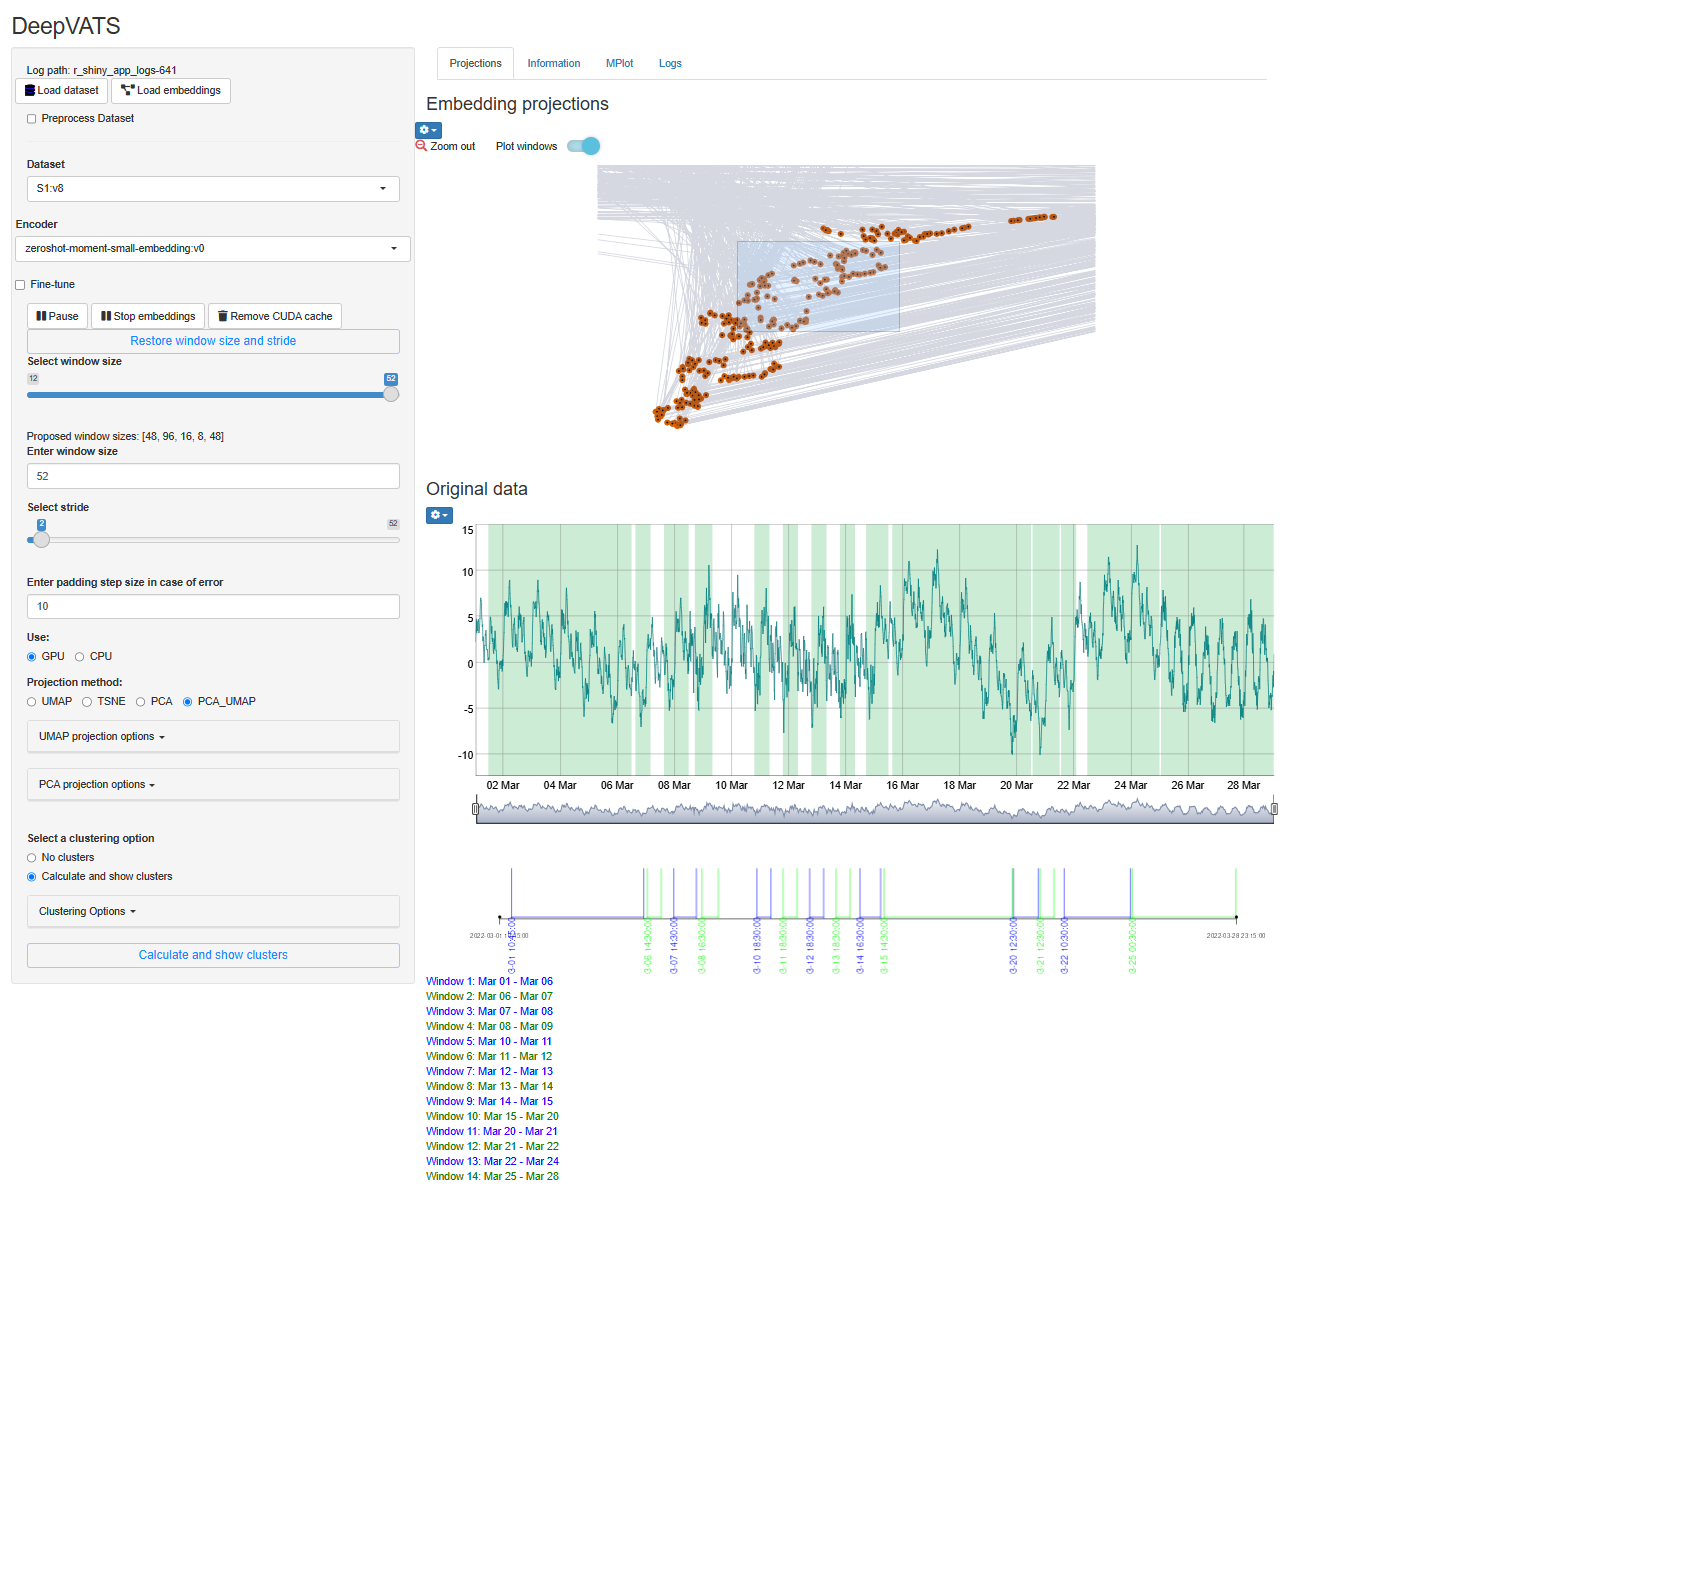 DeepVATS
Log path: r_shiny_app_logs-641
Load dataset
Load embeddings
Preprocess Dataset
Dataset
S1:v8
Encoder
zeroshot-moment-small-embedding:v0
Fine-tune
Pause
Stop embeddings
Remove CUDA cache
Restore window size and stride
Select window size
12
52
Proposed window sizes: [48, 96, 16, 8, 48]
Enter window size
52
Select stride
2
52
Enter padding step size in case of error
10
Use:
GPU CPU
Projection method:
UMAP TSNE PCA PCA_UMAP
UMAP projection options
PCA projection options
Select a clustering option
No clusters
Calculate and show clusters
Clustering Options
Calculate and show clusters
Projections Information MPlot Logs
Embedding projections
Zoom out Plot windows
Original data
15
10
5
0
-5
-10
02 Mar 04 Mar 06 Mar 08 Mar 10 Mar 12 Mar 14 Mar 16 Mar 18 Mar 20 Mar 22 Mar 24 Mar 26 Mar 28 Mar
2022-03-28 23:15:00
3-06 14:30:00
3-07 14:30:00
3-08 16:30:00
3-10 18:30:00
3-11 18:30:00
3-12 18:30:00
3-13 18:30:00
3-14 16:30:00
3-15 14:30:00
3-20 12:30:00
3-21 12:30:00
3-22 10:30:00
3-25 00:30:00
Window 1: Mar 01 - Mar 06
Window 2: Mar 06 - Mar 07
Window 3: Mar 07 - Mar 08
Window 4: Mar 08 - Mar 09
Window 5: Mar 10 - Mar 11
Window 6: Mar 11 - Mar 12
Window 7: Mar 12 - Mar 13
Window 8: Mar 13 - Mar 14
Window 9: Mar 14 - Mar 15
Window 10: Mar 15 - Mar 20
Window 11: Mar 20 - Mar 21
Window 12: Mar 21 - Mar 22
Window 13: Mar 22 - Mar 24
Window 14: Mar 25 - Mar 28